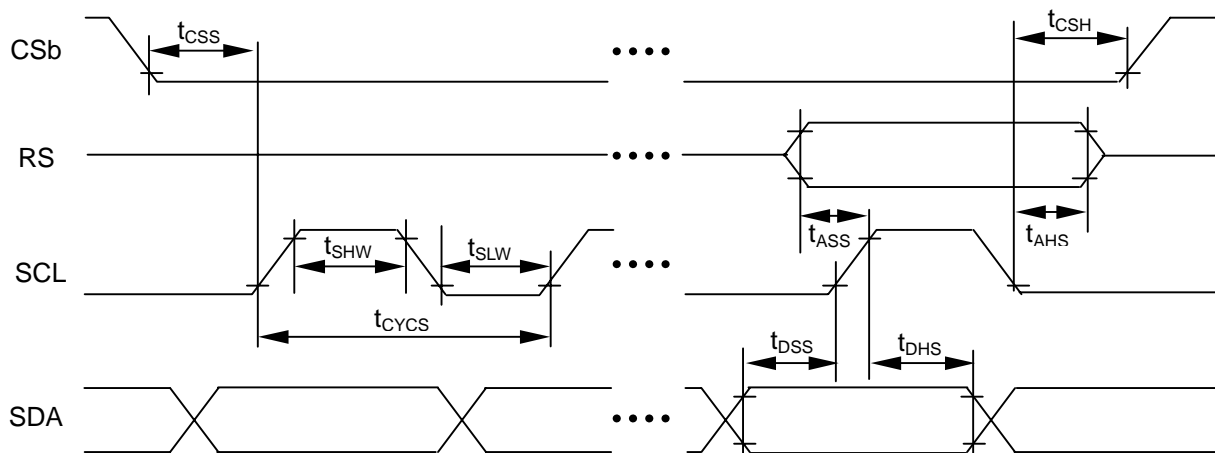 CSb
tCSS
tCSH
RS
tSHW
tSLW
tASS
tAHS
SCL
tCYCS
tDSS
tDHS
SDA